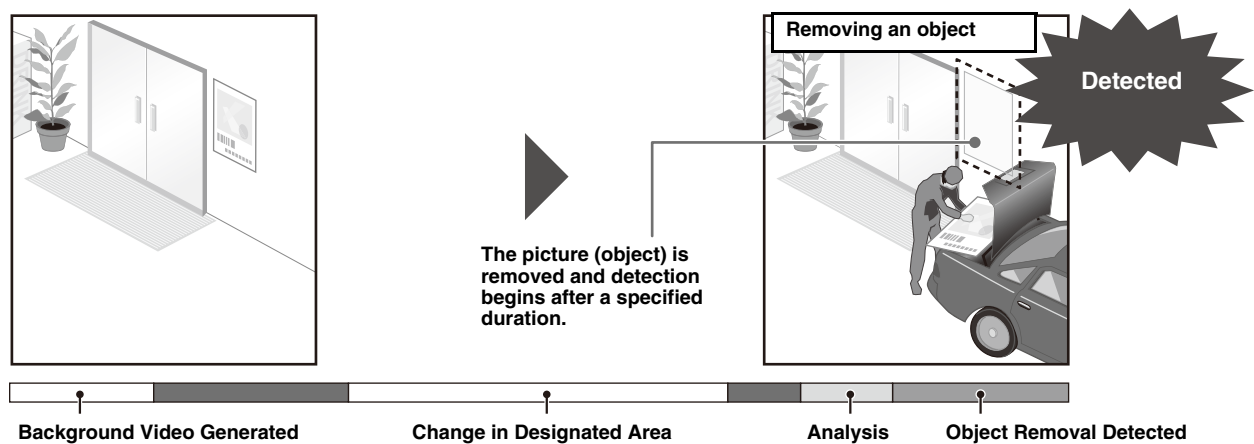 Removing an object
Detected
The picture (object) is
removed and detection
begins after a specified
duration.
Background Video Generated
Change in Designated Area
Analysis
Object Removal Detected